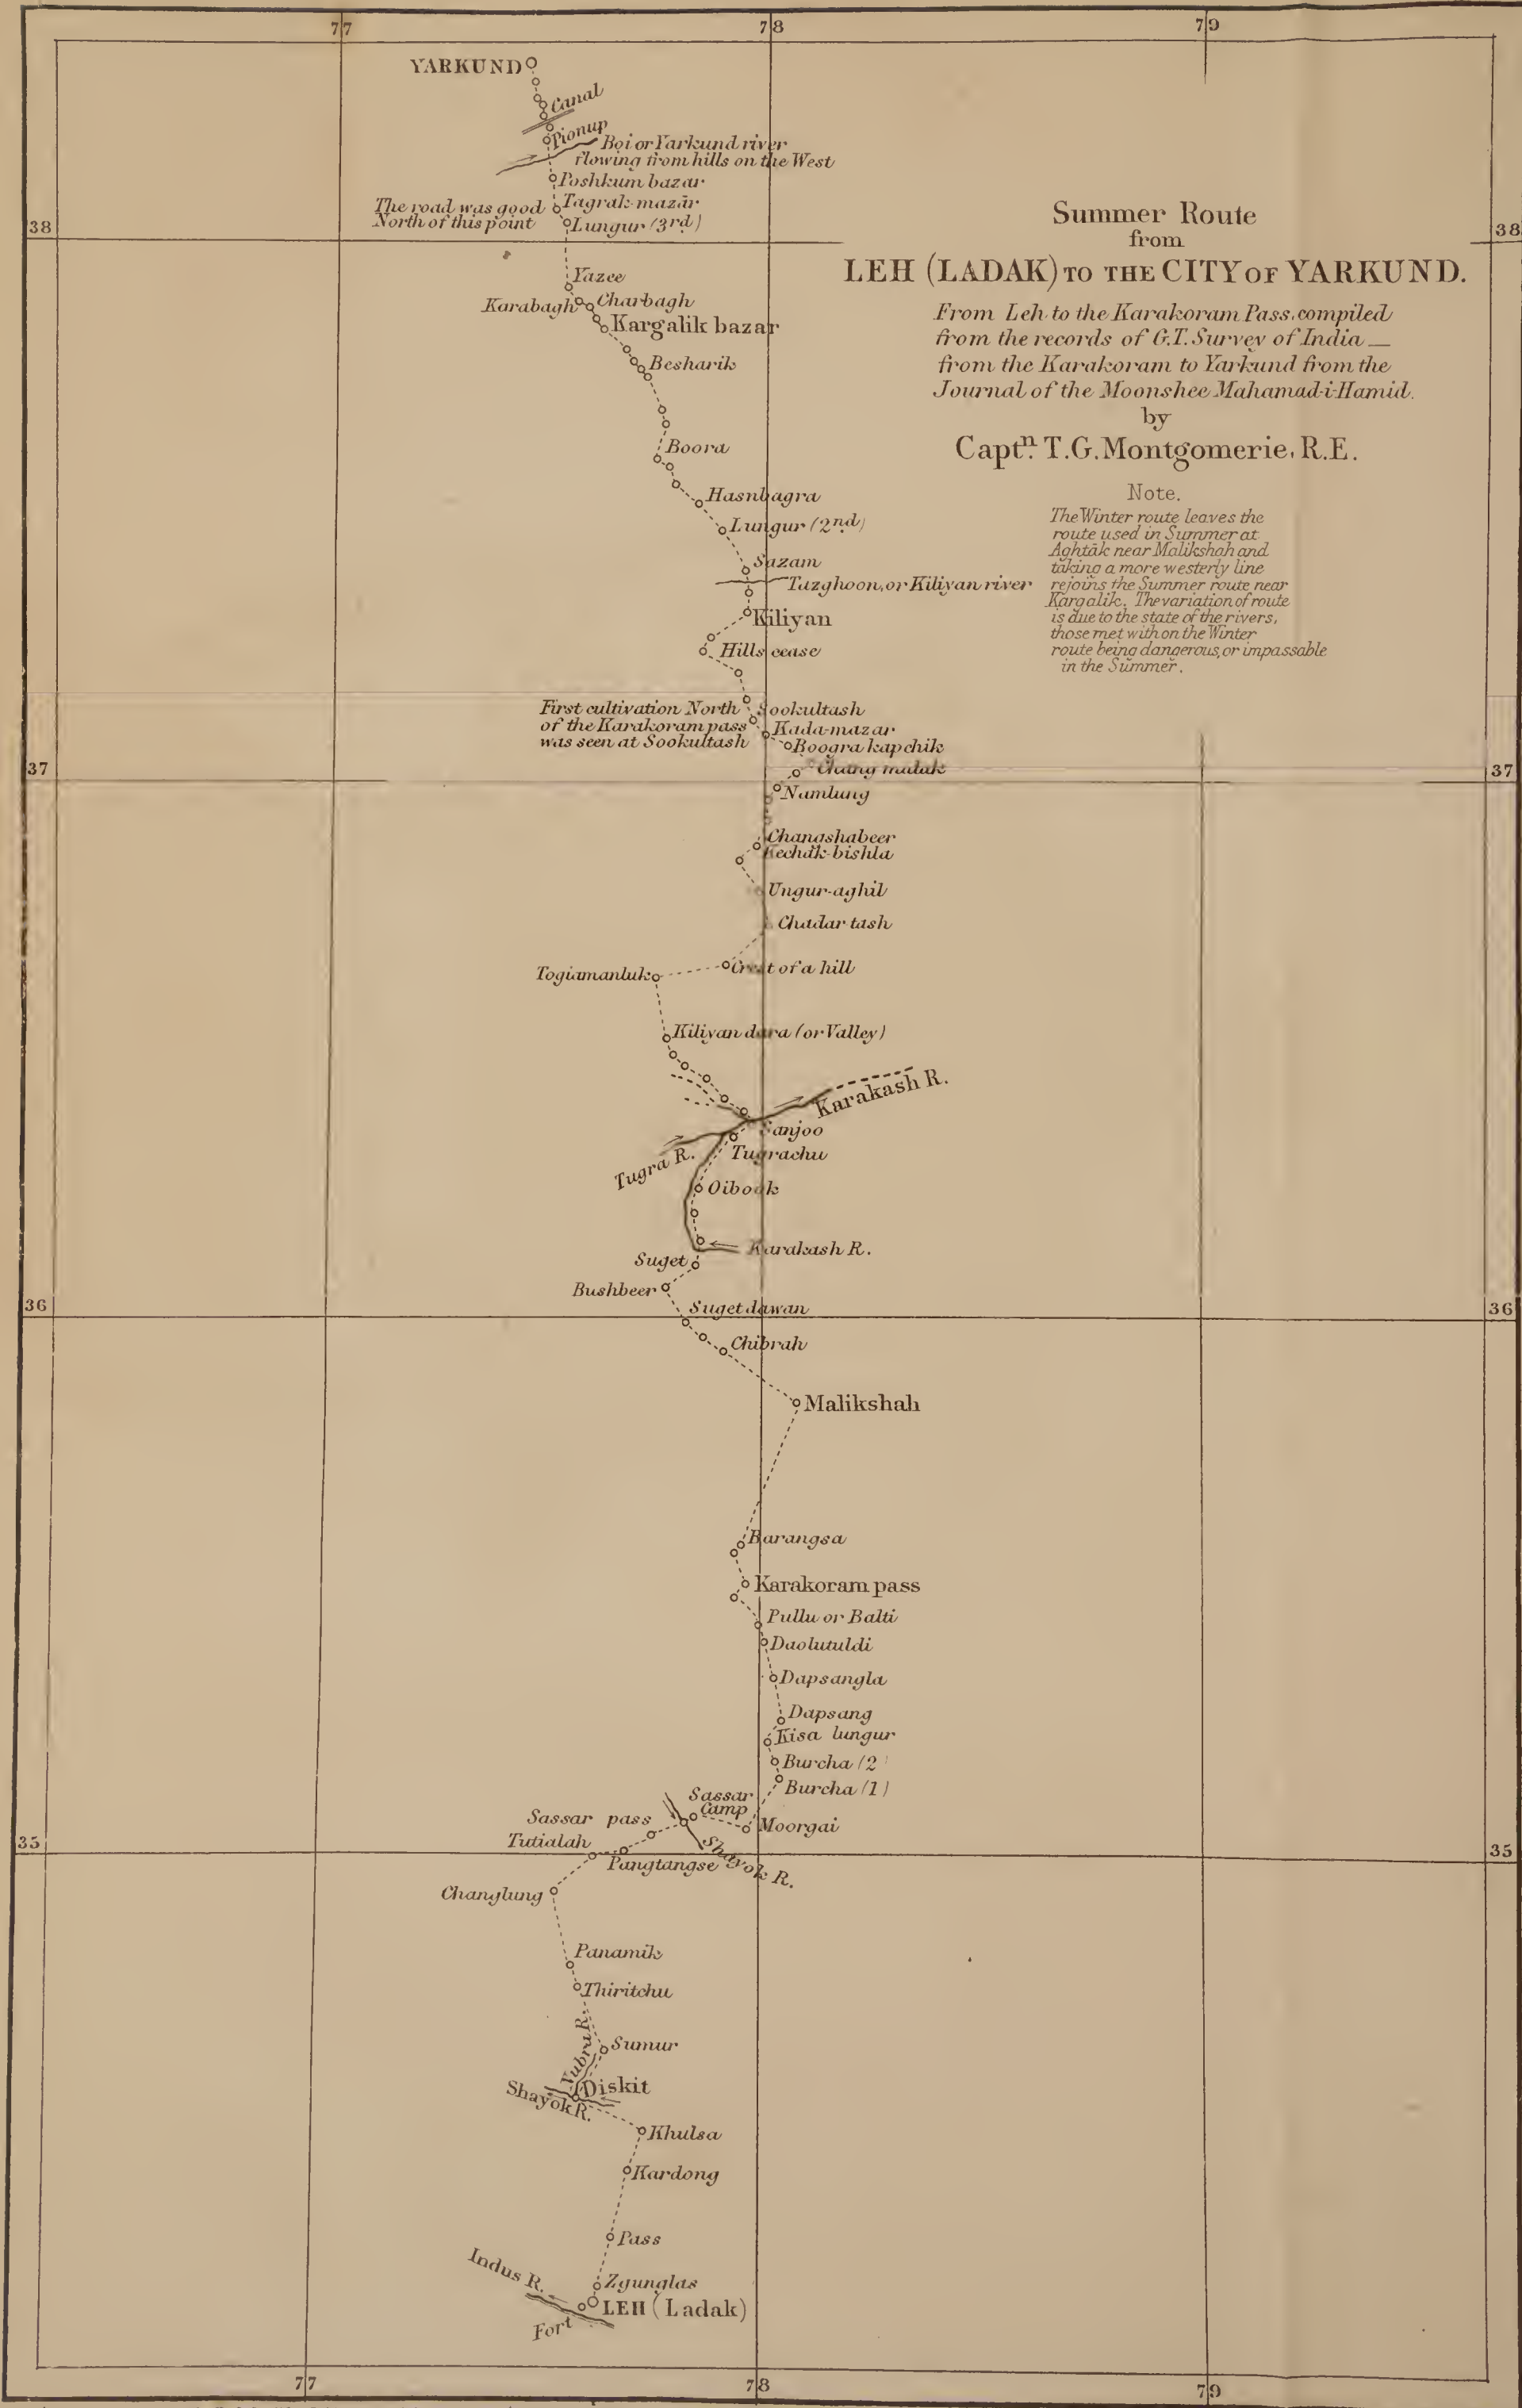 77
78
79
YARKUND
Canal
Pionup
Boi or Yarkund river
flowing from hills on the West
Poshkum bazar
Tagrak-mazār
The road was good
North of this point
Lungur (3rd)
38
38
Summer Route
from
LEH (LADAK) TO THE CITY OF YARKUND.
From Leh to the Karakoram Pass, compiled
from the records of G.T. Survey of India —
from the Karakoram to Yarkund from the
Journal of the Moonshee Mahamad-i-Hamid.
by
Captn. T.G. Montgomerie, R.E.
Note.
The Winter route leaves the
route used in Summer at
Aghtāk near Malikshah and
taking a more westerly line
rejoins the Summer route near
Kargalik. The variation of route
is due to the state of the rivers,
those met with on the Winter
route being dangerous, or impassable
in the Summer.
Yazee
Karabagh
Charbagh
Kargalik bazar
Besharik
Boora
Hasnbagra
Lungur (2nd)
Sazam
Tazghoon, or Kiliyan river
Kiliyan
Hills cease
First cultivation North
of the Karakoram pass
was seen at Sookultash
Sookultash
Kada-mazar
Boogra kapchik
37
37
Namlung
Changshabeer
Kechāk-bishla
Ungur-aghil
Chadar tash
Crest of a hill
Togiamanluk
Kiliyan dara (or Valley)
Karakash R.
Sanjoo
Tugra R.
Tugrachu
Oibook
Karakash R.
Suget
Bushbeer
36
36
Suget dawan
Chibrah
Malikshah
Barangsa
Karakoram pass
Pullu or Balti
Daolutuldi
Dapsangla
Dapsang
Kisa lungur
Burcha (2
Burcha (1)
Sassar
Camp
Sassar pass
Moorgai
Tutialah
35
35
Pangtangse
Shayok R.
Changlung
Panamik
Thiritchu
Nubra R.
Sumur
Diskit
Shayok R.
Khulsa
Kardong
Pass
Indus R.
Zgunglas
LEH (Ladak)
Fort
77
78
79